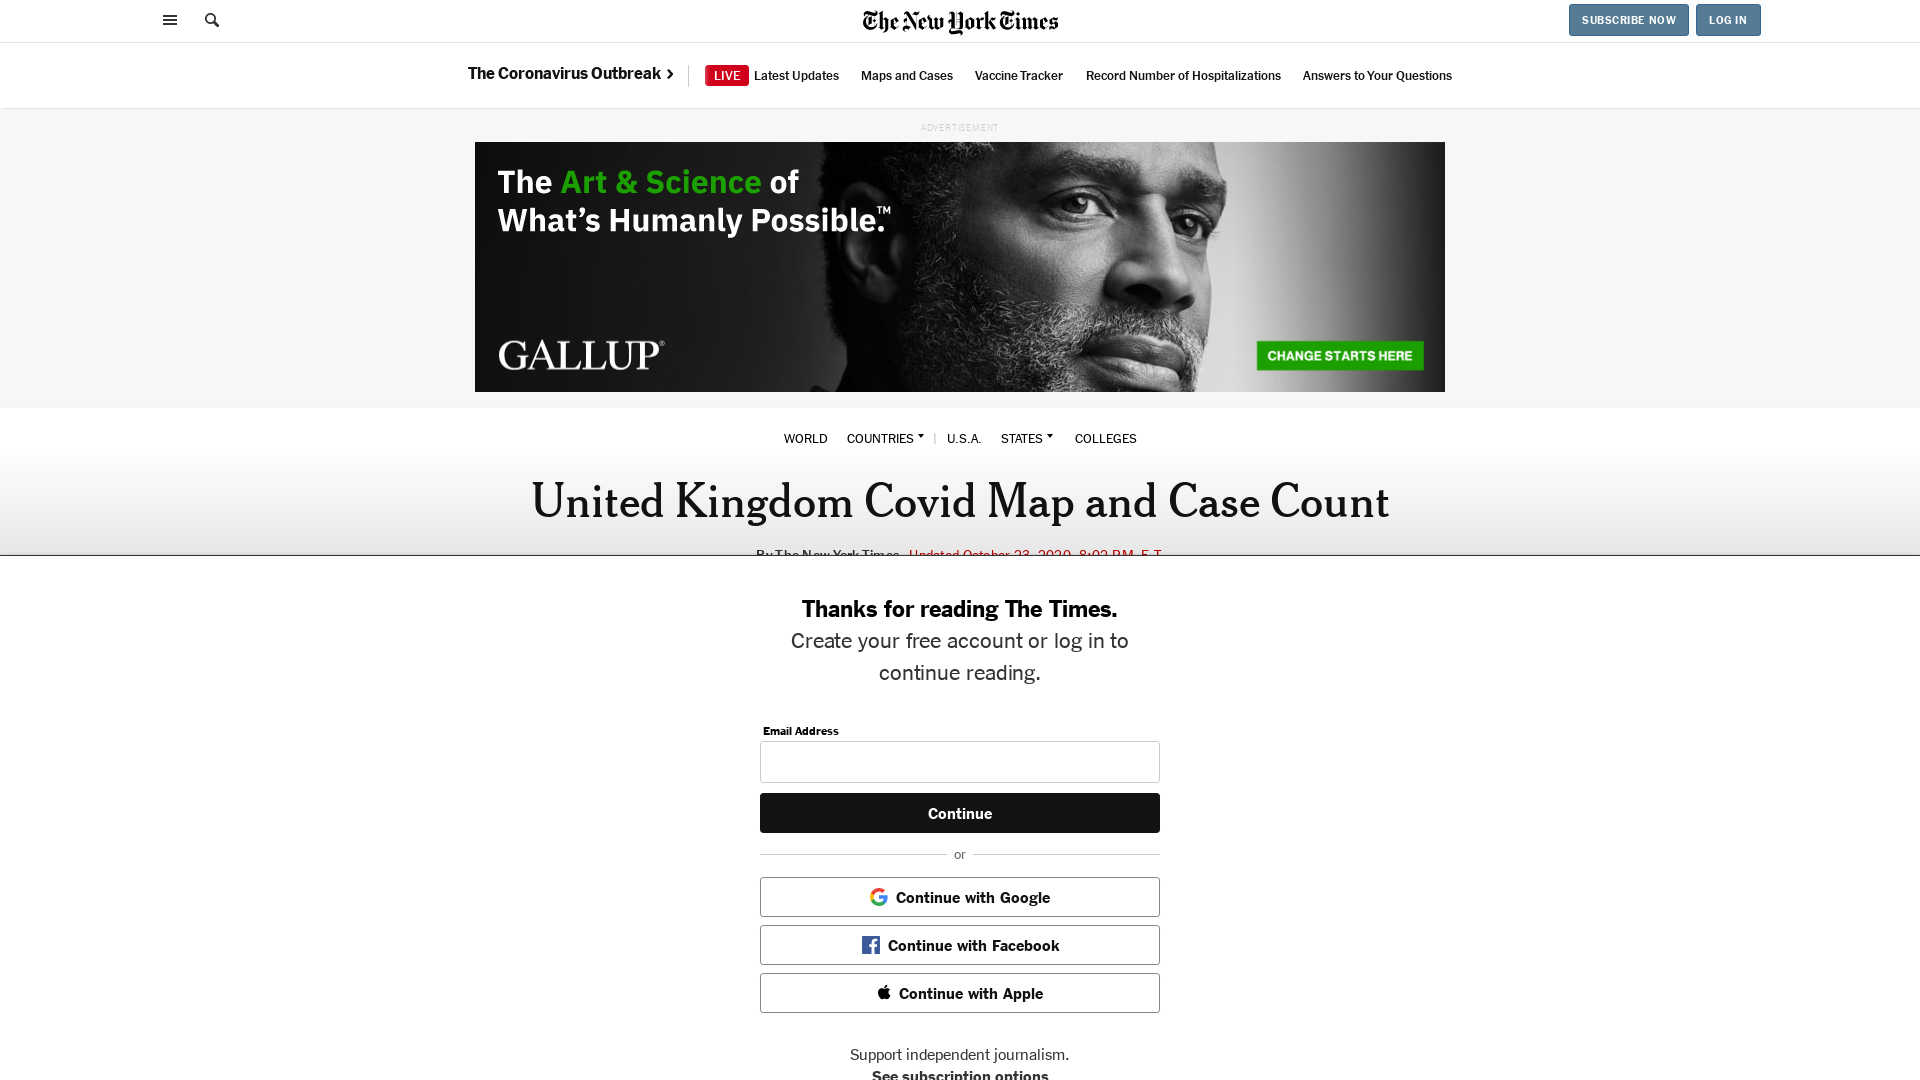 The New York Times
SUBSCRIBE NOW
LOG IN
The Coronavirus Outbreak
LIVE Latest Updates
Maps and Cases
Vaccine Tracker
Record Number of Hospitalizations
Answers to Your Questions
ADVERTISEMENT
The Art & Science of
What's Humanly Possible.™
GALLUP®
CHANGE STARTS HERE
WORLD
COUNTRIES
U.S.A.
STATES
COLLEGES
United Kingdom Covid Map and Case Count
By The New York Times Updated October 23, 2020, 8:02 P.M. E.T.
Thanks for reading The Times.
Create your free account or log in to
continue reading.
Email Address
Continue
or
Continue with Google
Continue with Facebook
Continue with Apple
Support independent journalism.
See subscription options